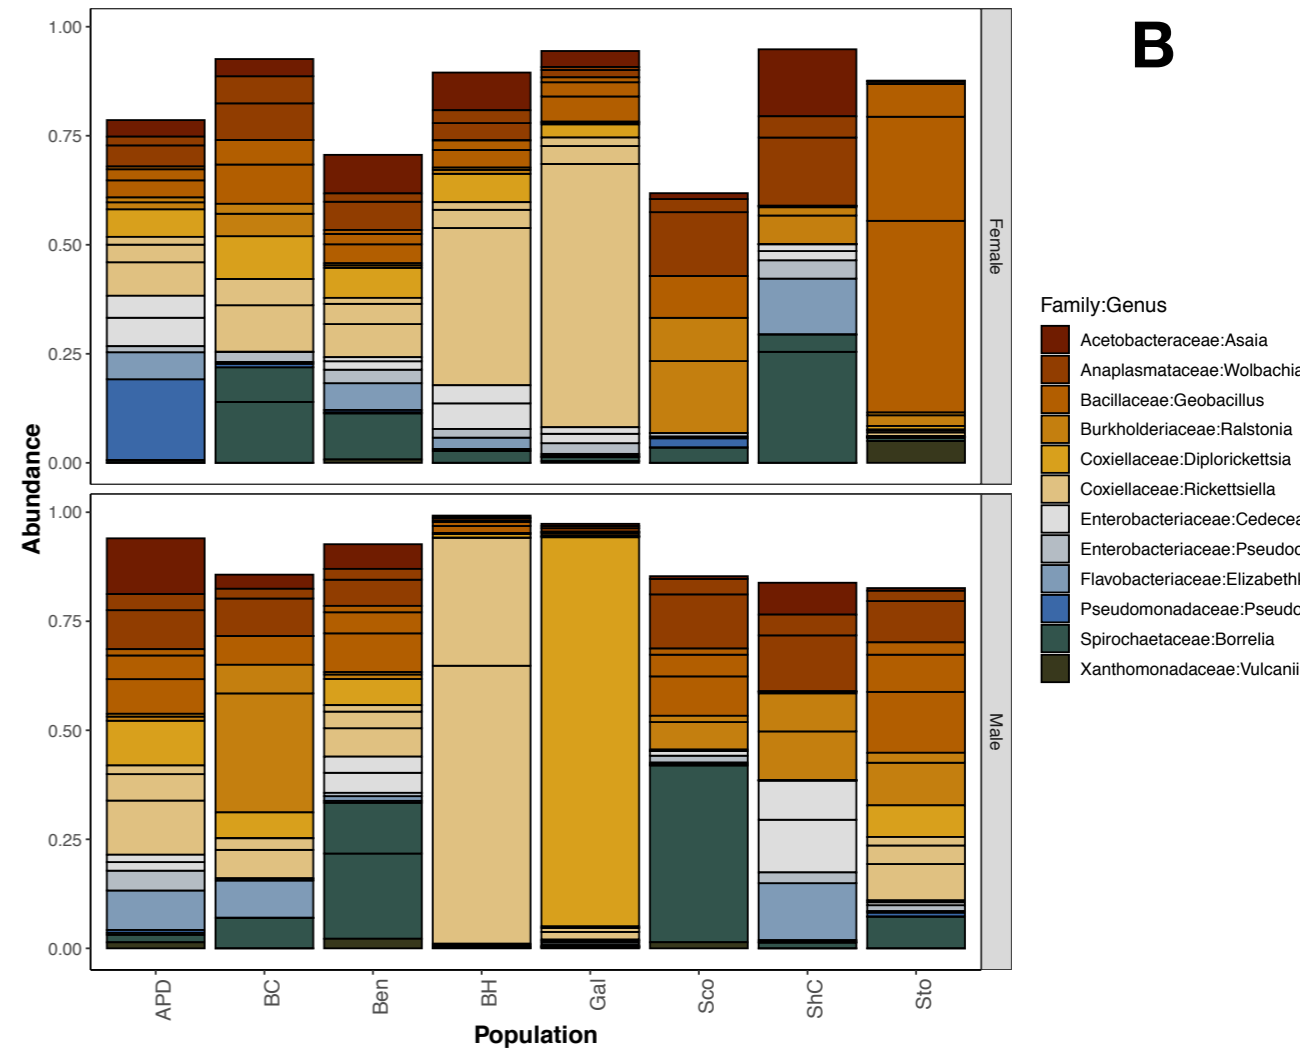 B
1.00
0.75
0.50
0.25
0.00
Female
1.00
0.75
0.50
0.25
0.00
Male
Abundance
APD
BC
Ben
BH
Gal
Sco
ShC
Sto
Population
Family:Genus
Acetobacteraceae:Asaia
Anaplasmataceae:Wolbachia
Bacillaceae:Geobacillus
Burkholderiaceae:Ralstonia
Coxiellaceae:Diplorickettsia
Coxiellaceae:Rickettsiella
Enterobacteriaceae:Cedecea
Enterobacteriaceae:Pseudoc
Flavobacteriaceae:Elizabethk
Pseudomonadaceae:Pseudo
Spirochaetaceae:Borrelia
Xanthomonadaceae:Vulcanii